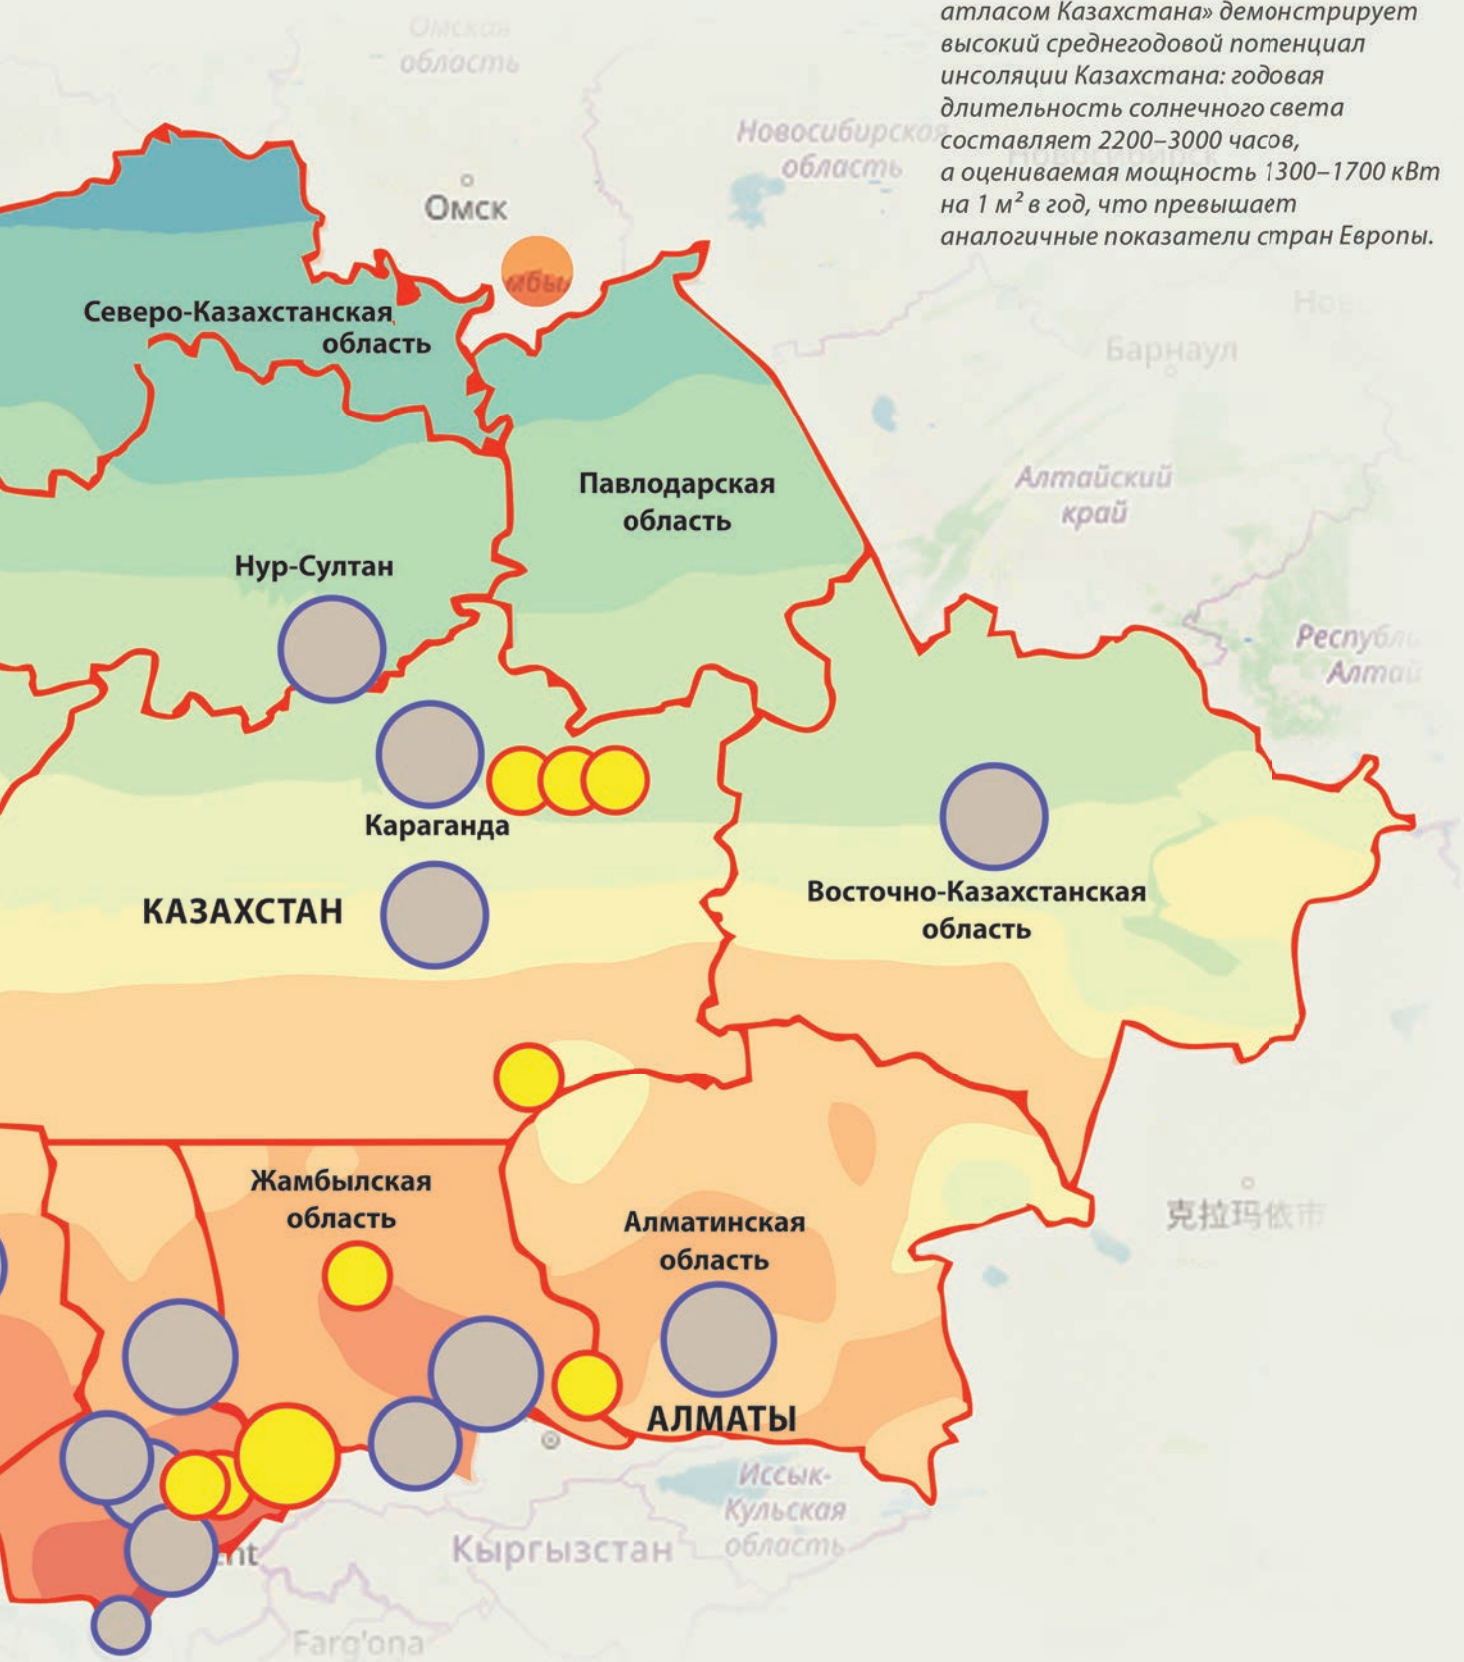 атласом Казахстана» демонстрирует
высокий среднегодовой потенциал
инсоляции Казахстана: годовая
длительность солнечного света
составляет 2200–3000 часов,
а оцениваемая мощность 1300–1700 кВт
на 1 м² в год, что превышает
аналогичные показатели стран Европы.
Омская
область
Новосибирская
область
Новосибирск
Омск
Северо-Казахстанская
область
Барнаул
Павлодарская
область
Алтайский
край
Нур-Султан
Республи
Алтай
Караганда
КАЗАХСТАН
Восточно-Казахстанская
область
Жамбылская
область
Алматинская
область
克拉玛依市
АЛМАТЫ
Иссык-
Кульская
область
Кыргызстан
Farg'ona